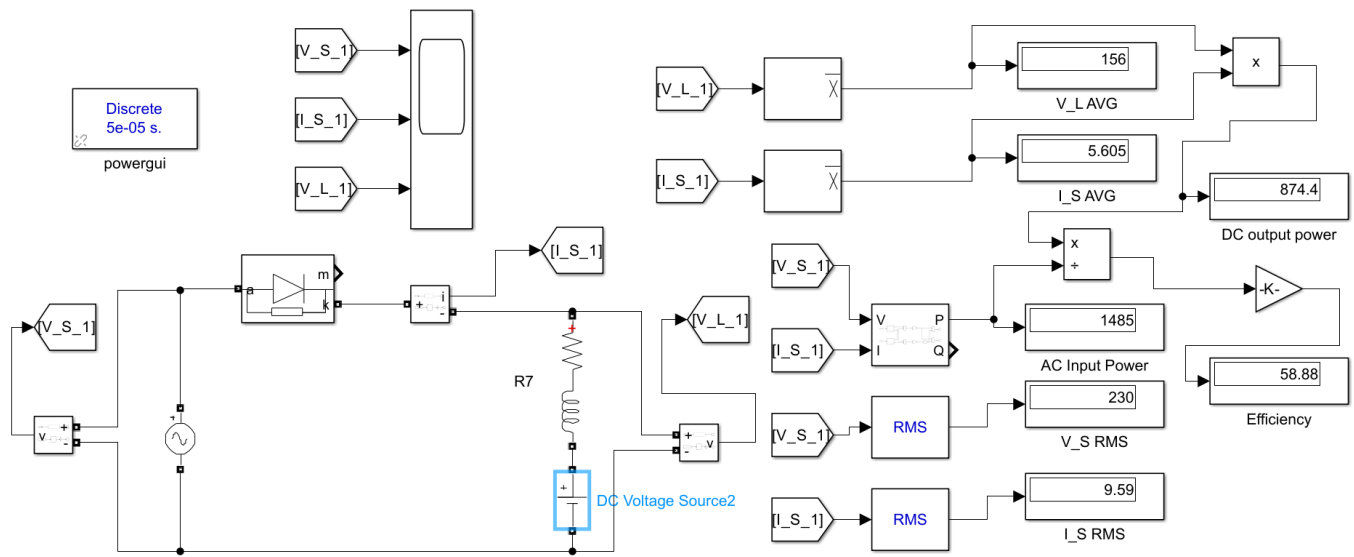 [V_S_1]
[I_S_1]
[V_L_1]
Discrete
5e-05 s.
powergui
[V_L_1]
[I_S_1]
156
V_L AVG
5.605
I_S AVG
x
874.4
DC output power
[I_S_1]
[V_S_1]
a
m
k
i
+
-
[V_L_1]
+
R7
v
+
-
+
+
-
v
+
DC Voltage Source2
[V_S_1]
[I_S_1]
V
I
P
Q
x
÷
-K-
1485
AC Input Power
58.88
Efficiency
[V_S_1]
RMS
230
V_S RMS
[I_S_1]
RMS
9.59
I_S RMS